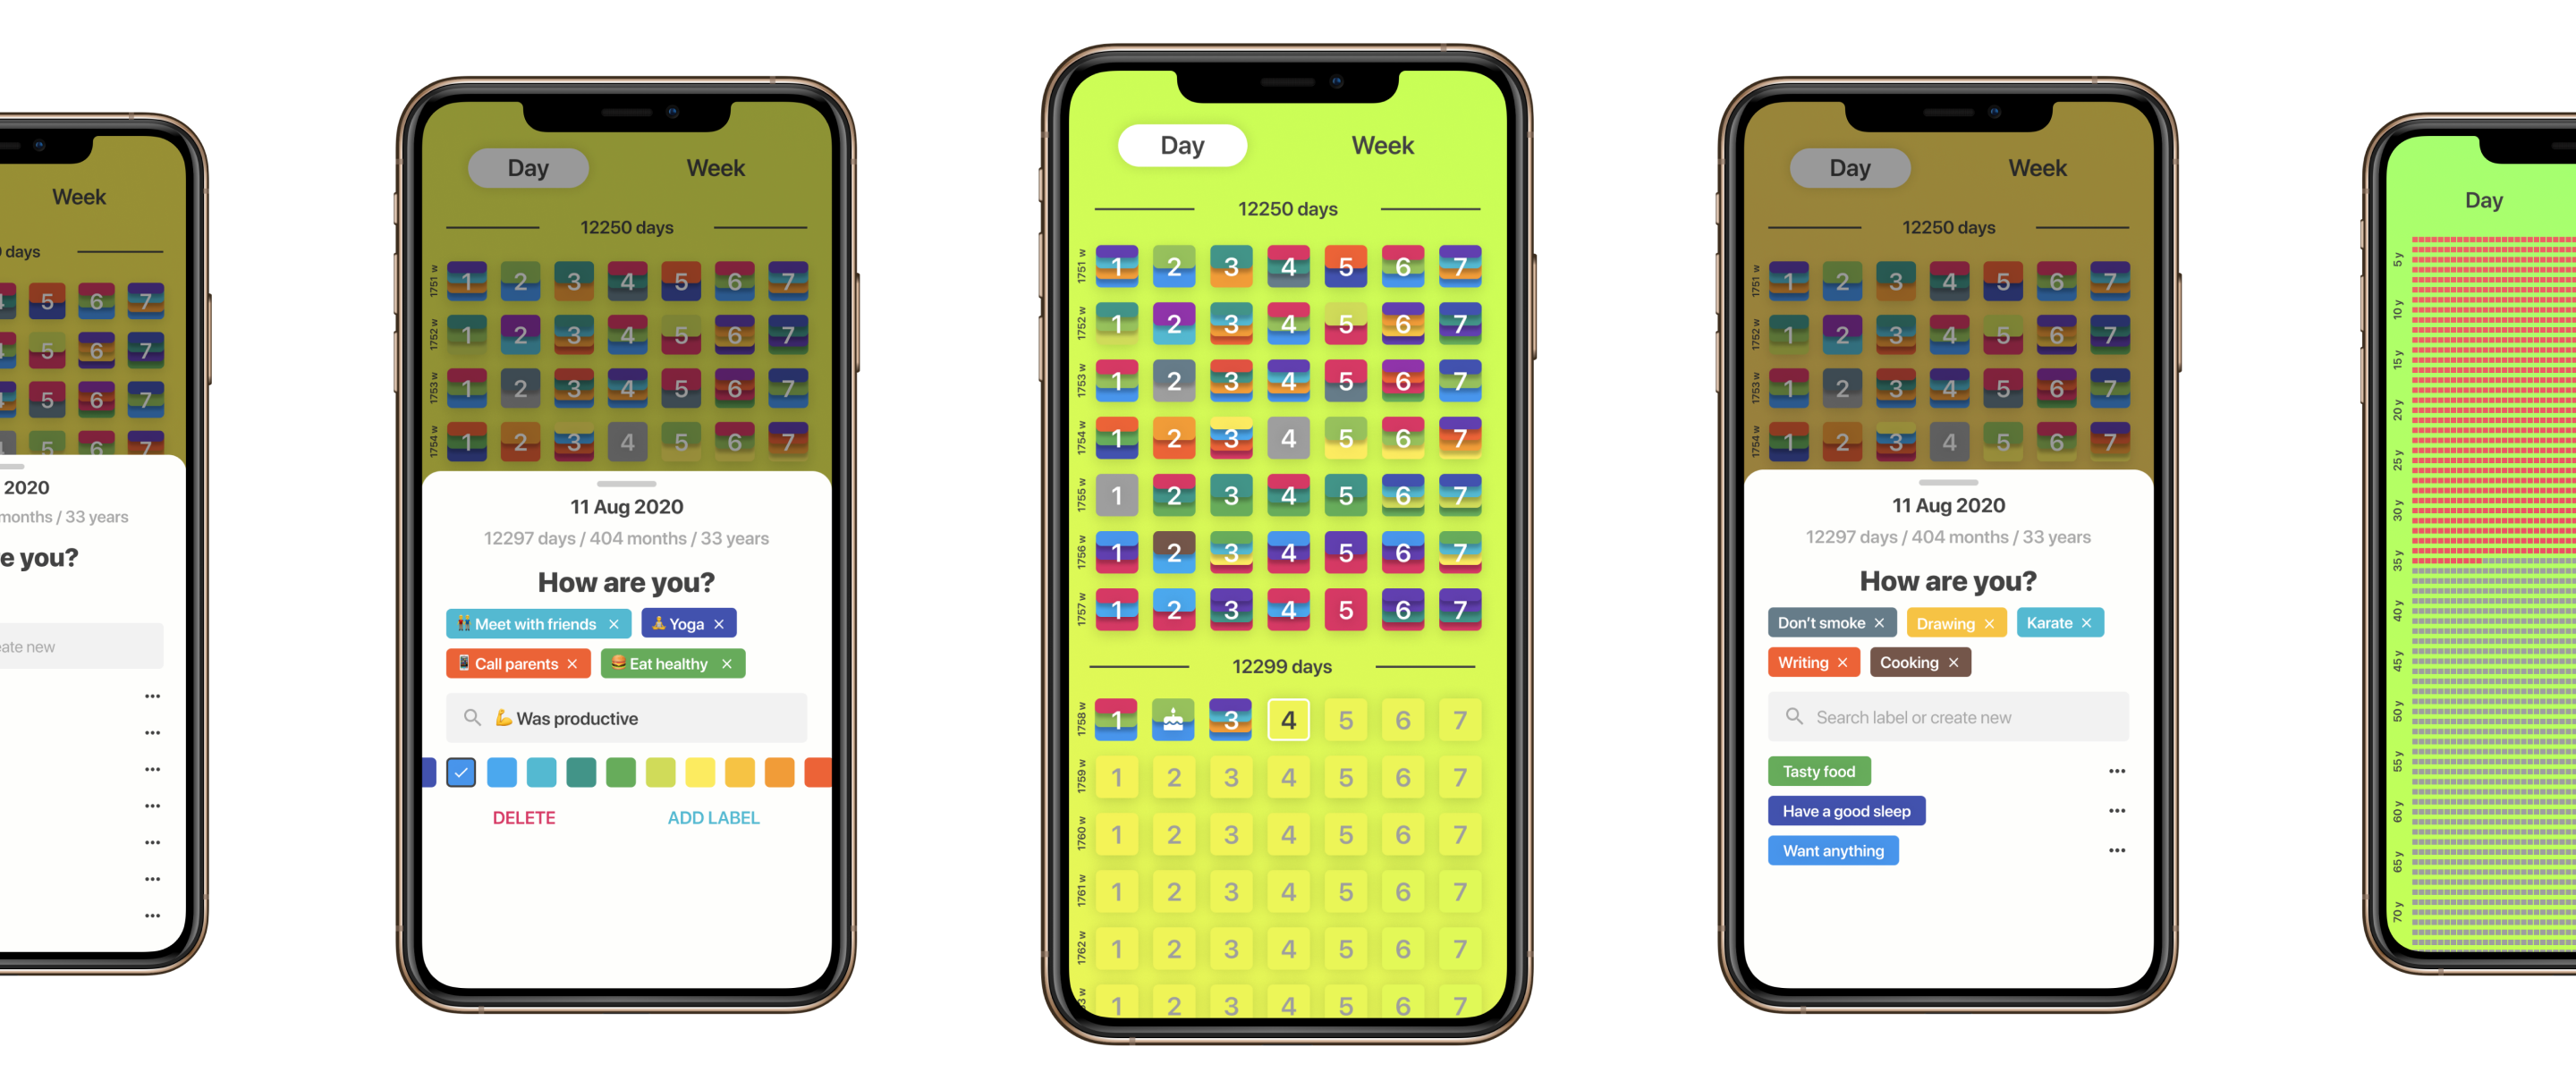 Week
days
5 6 7
5 6 7
5 6 7
5 6 7
2020
months / 33 years
e you?
ate new
Day Week
12250 days
1751 w 1 2 3 4 5 6 7
1752 w 1 2 3 4 5 6 7
1753 w 1 2 3 4 5 6 7
1754 w 1 2 3 4 5 6 7
11 Aug 2020
12297 days / 404 months / 33 years
How are you?
👬 Meet with friends × 🧘 Yoga ×
📱 Call parents × 🍔 Eat healthy ×
💪 Was productive
DELETE ADD LABEL
Day Week
12250 days
1751 w 1 2 3 4 5 6 7
1752 w 1 2 3 4 5 6 7
1753 w 1 2 3 4 5 6 7
1754 w 1 2 3 4 5 6 7
1755 w 1 2 3 4 5 6 7
1756 w 1 2 3 4 5 6 7
1757 w 1 2 3 4 5 6 7
12299 days
1758 w 1 3 4 5 6 7
1759 w 1 2 3 4 5 6 7
1760 w 1 2 3 4 5 6 7
1761 w 1 2 3 4 5 6 7
1762 w 1 2 3 4 5 6 7
3 w 1 2 3 4 5 6 7
Day Week
12250 days
1751 w 1 2 3 4 5 6 7
1752 w 1 2 3 4 5 6 7
1753 w 1 2 3 4 5 6 7
1754 w 1 2 3 4 5 6 7
11 Aug 2020
12297 days / 404 months / 33 years
How are you?
Don't smoke × Drawing × Karate ×
Writing × Cooking ×
Search label or create new
Tasty food
Have a good sleep
Want anything
Day
5 y
10 y
15 y
20 y
25 y
30 y
35 y
40 y
45 y
50 y
55 y
60 y
65 y
70 y